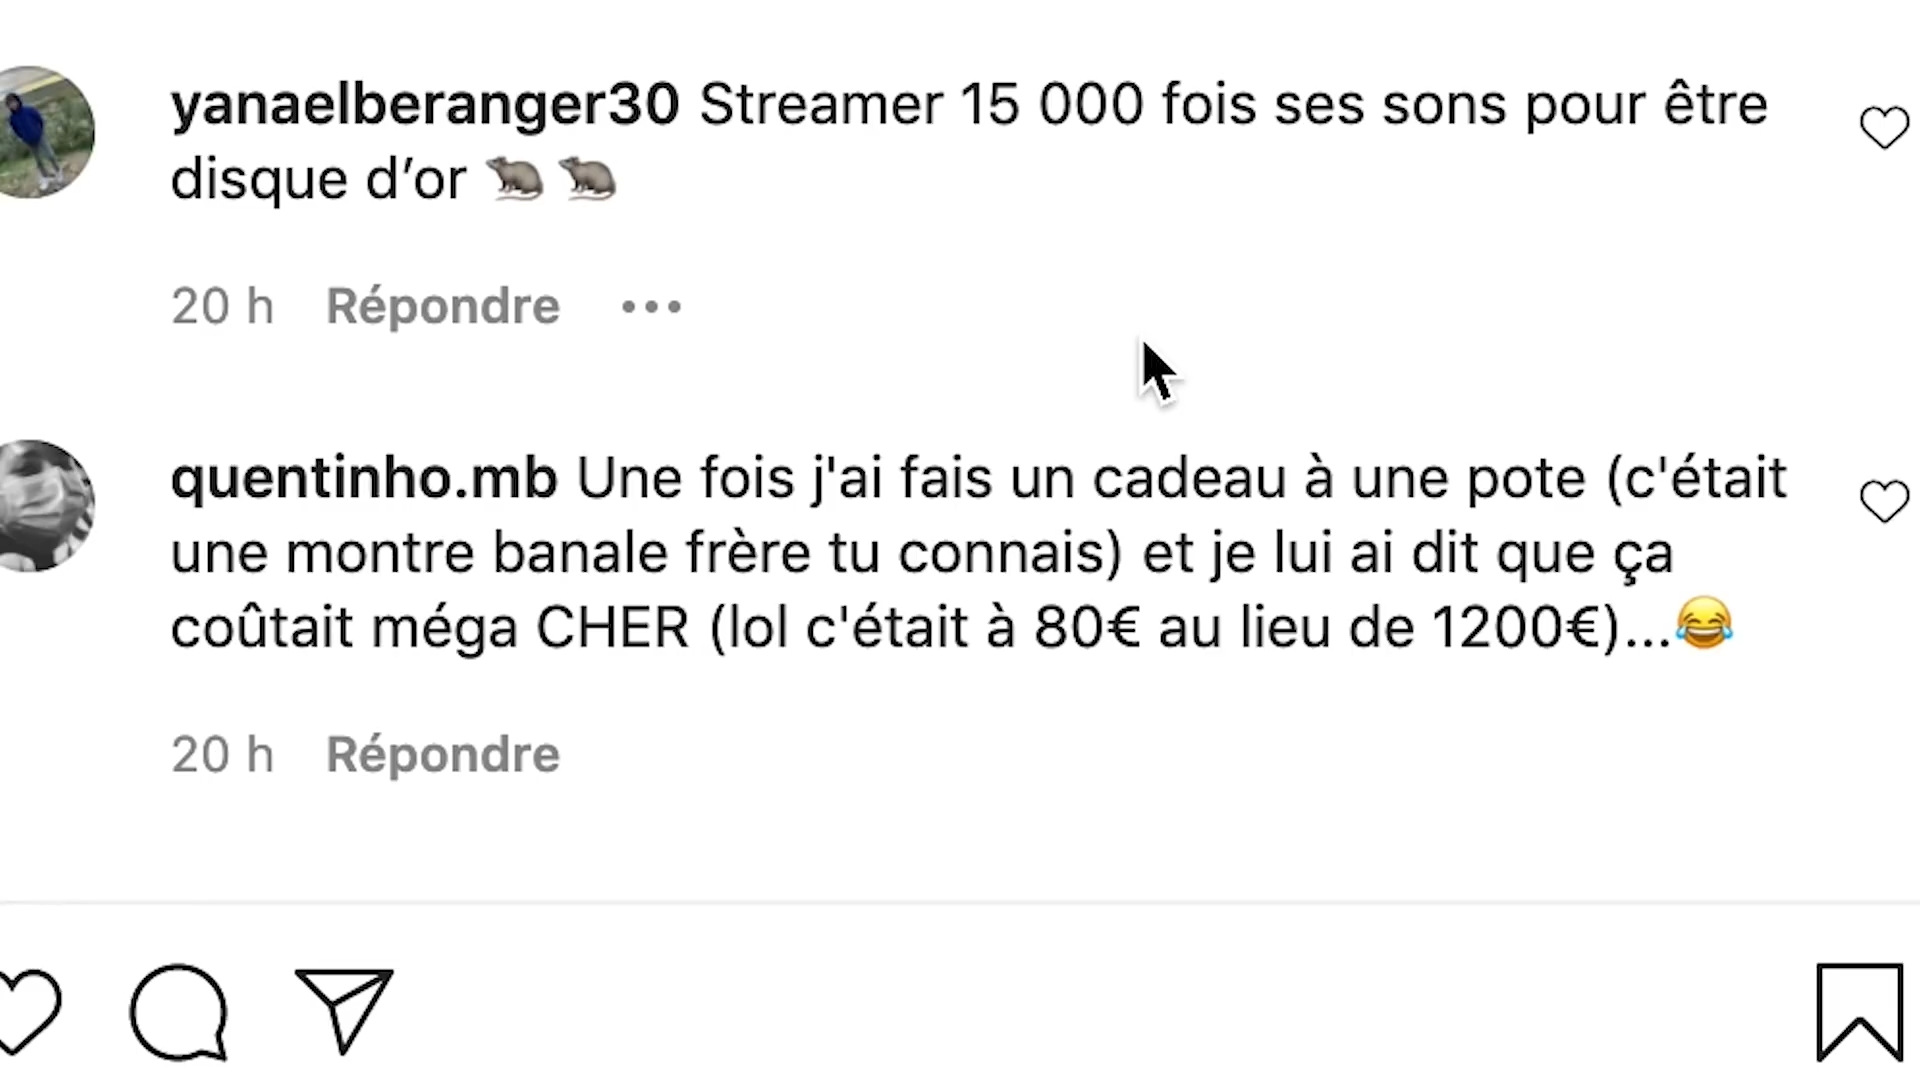 yanaelberanger30 Streamer 15 000 fois ses sons pour être
disque d’or 🐀 🐀
20 h Répondre •••
quentinho.mb Une fois j'ai fais un cadeau à une pote (c'était
une montre banale frère tu connais) et je lui ai dit que ça
coûtait méga CHER (lol c'était à 80€ au lieu de 1200€)...😂
20 h Répondre